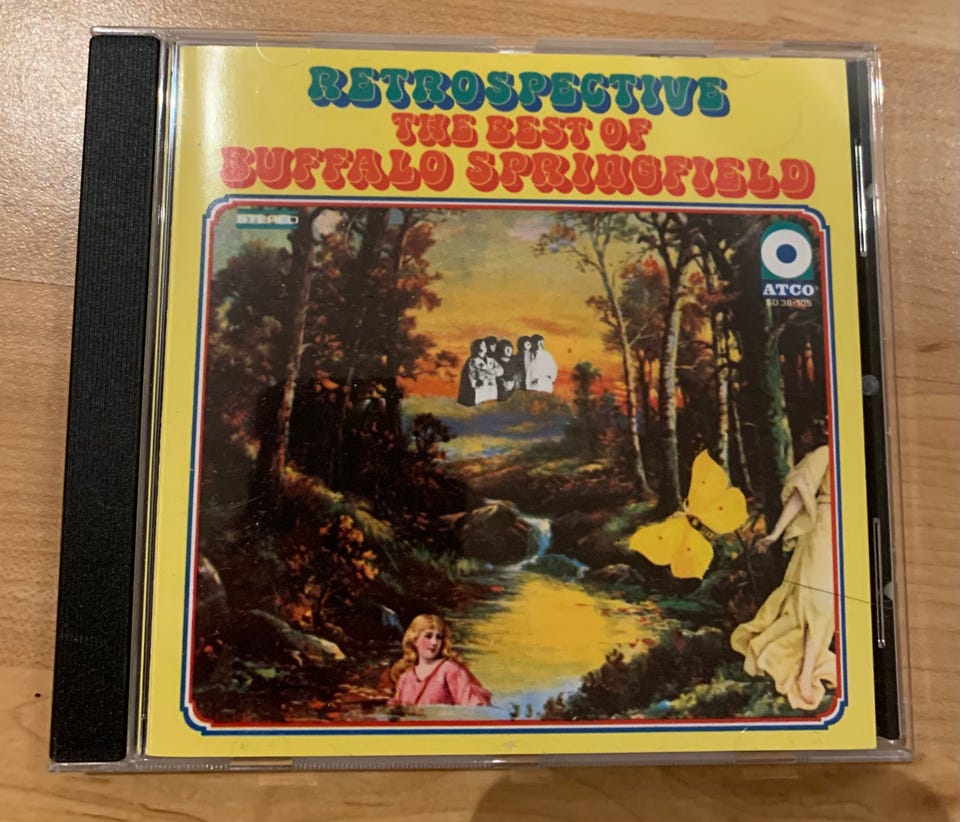 RETROSPECTIVE
THE BEST OF
BUFFALO SPRINGFIELD
STEREO
ATCO
SD 38-105